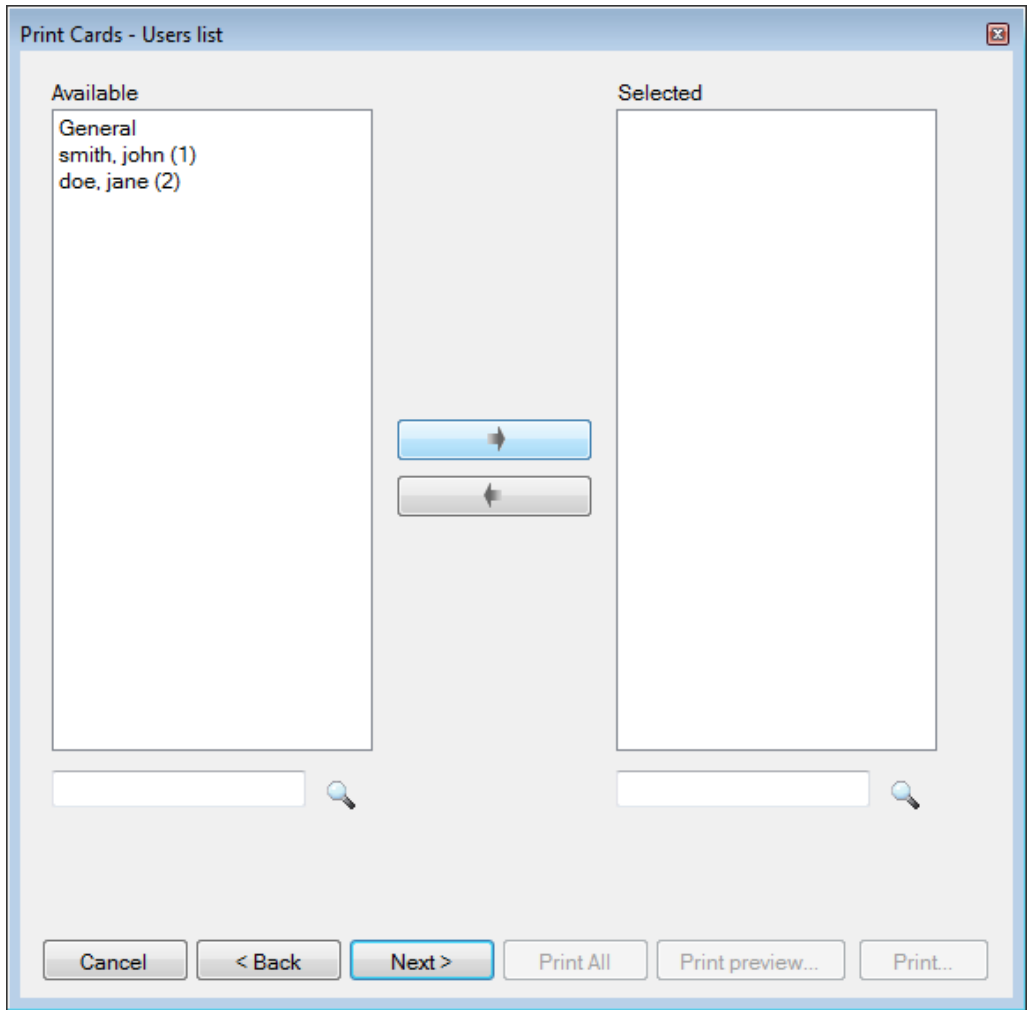 Print Cards - Users list
Available
Selected
General
smith, john (1)
doe, jane (2)
Cancel
< Back
Next >
Print All
Print preview...
Print...